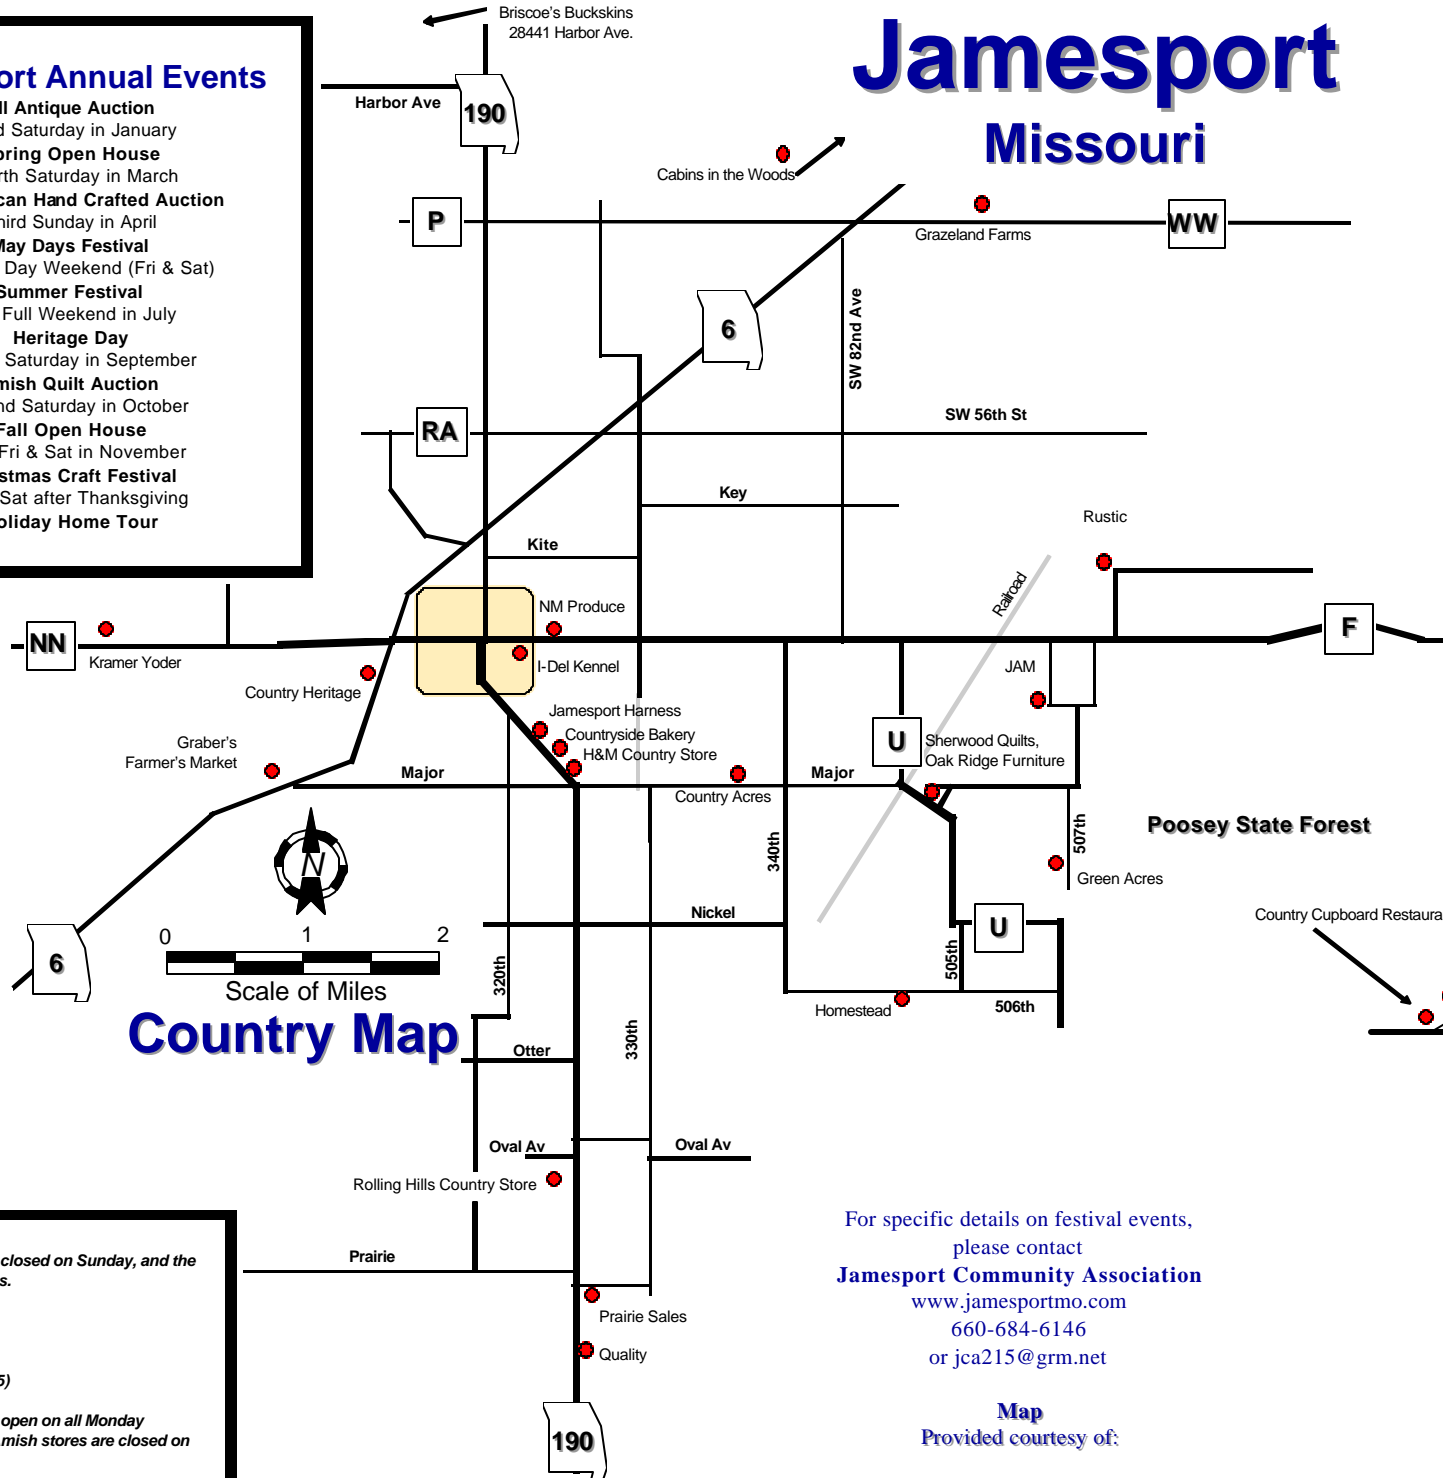 Briscoe's Buckskins
28441 Harbor Ave.
Jamesport
Missouri
ort Annual Events
ll Antique Auction
d Saturday in January
pring Open House
rth Saturday in March
can Hand Crafted Auction
hird Sunday in April
May Days Festival
Day Weekend (Fri & Sat)
Summer Festival
Full Weekend in July
Heritage Day
Saturday in September
mish Quilt Auction
nd Saturday in October
Fall Open House
Fri & Sat in November
stmas Craft Festival
Sat after Thanksgiving
oliday Home Tour
Harbor Ave
190
Cabins in the Woods
P
Grazeland Farms
WW
6
SW 82nd Ave
RA
SW 56th St
Key
Rustic
Kite
Railroad
NM Produce
F
NN
Kramer Yoder
I-Del Kennel
JAM
Country Heritage
Jamesport Harness
Countryside Bakery
H&M Country Store
U
Sherwood Quilts,
Oak Ridge Furniture
Graber's
Farmer's Market
Major
Major
Country Acres
Poosey State Forest
507th
340th
Green Acres
N
Nickel
Country Cupboard Restaura
U
6
0 1 2
Scale of Miles
320th
505th
Homestead
506th
Country Map
Otter
330th
Oval Av
Oval Av
Rolling Hills Country Store
Prairie
Prairie Sales
Quality
190
closed on Sunday, and the
s.
5)
open on all Monday
mish stores are closed on
For specific details on festival events,
please contact
Jamesport Community Association
www.jamesportmo.com
660-684-6146
or jca215@grm.net
Map
Provided courtesy of: